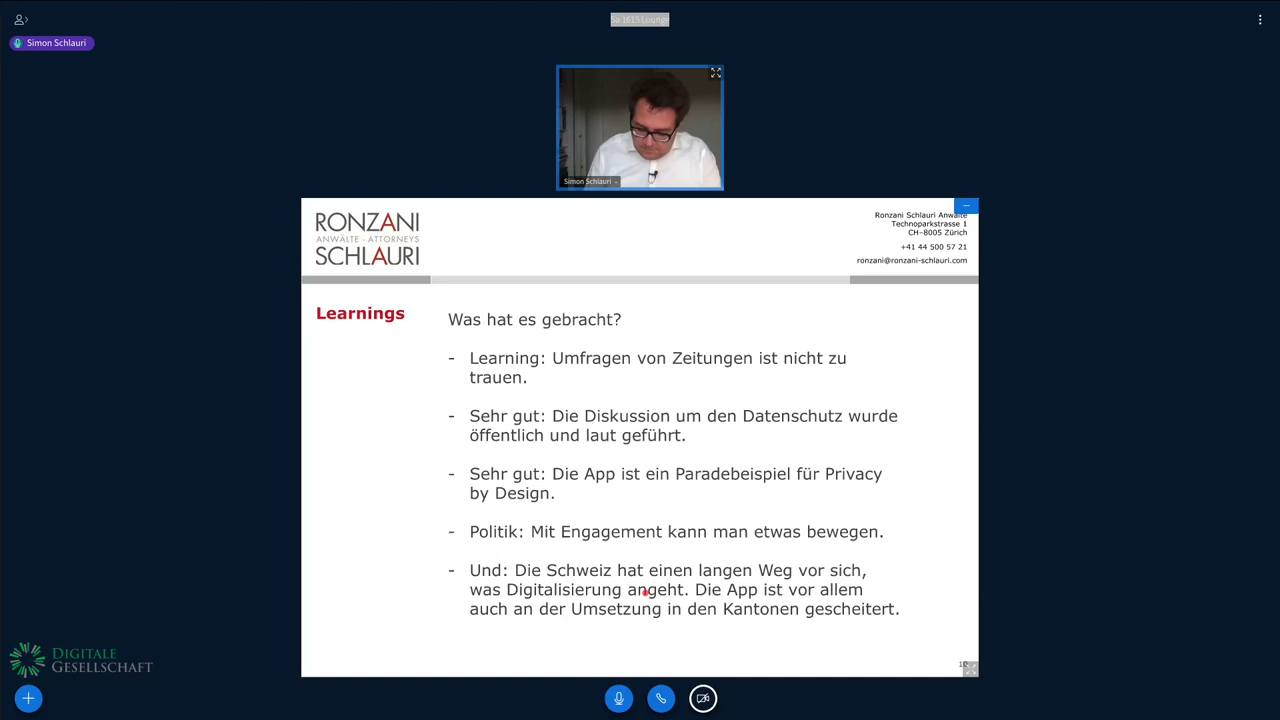 Sa 1615 Lounge
Simon Schlauri
Simon Schlauri
RONZANI
ANWÄLTE - ATTORNEYS
SCHLAURI
Ronzani Schlauri Anwälte
Technoparkstrasse 1
CH–8005 Zürich
+41 44 500 57 21
ronzani@ronzani-schlauri.com
Learnings
Was hat es gebracht?
- Learning: Umfragen von Zeitungen ist nicht zu
trauen.
- Sehr gut: Die Diskussion um den Datenschutz wurde
öffentlich und laut geführt.
- Sehr gut: Die App ist ein Paradebeispiel für Privacy
by Design.
- Politik: Mit Engagement kann man etwas bewegen.
- Und: Die Schweiz hat einen langen Weg vor sich,
was Digitalisierung angeht. Die App ist vor allem
auch an der Umsetzung in den Kantonen gescheitert.
DIGITALE
GESELLSCHAFT